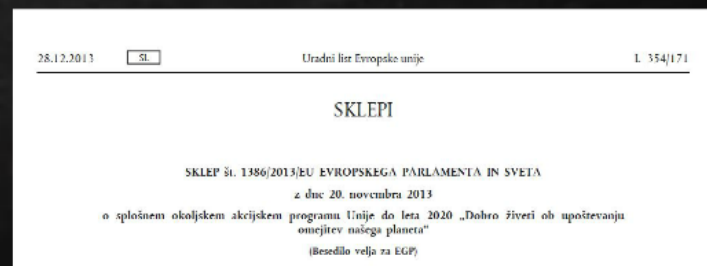 28.12.2013 SL Uradni list Evropske unije L 354/171
SKLEPI
SKLEP št. 1386/2013/EU EVROPSKEGA PARLAMENTA IN SVETA
z dne 20. novembra 2013
o splošnem okoljskem akcijskem programu Unije do leta 2020 „Dobro živeti ob upoštevanju
omejitev našega planeta“
(Besedilo velja za EGP)